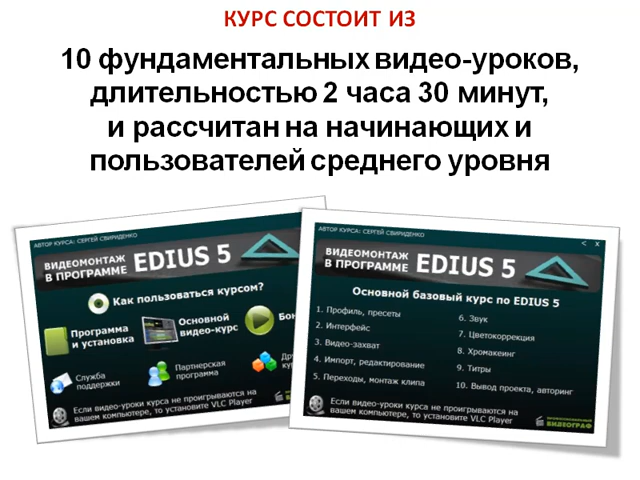 КУРС СОСТОИТ ИЗ
10 фундаментальных видео-уроков,
длительностью 2 часа 30 минут,
и рассчитан на начинающих и
пользователей среднего уровня
АВТОР КУРСА: СЕРГЕЙ СВИРИДЕНКО
ВИДЕОМОНТАЖ
В ПРОГРАММЕ EDIUS 5
Как пользоваться курсом?
Программа
и установка
Основной
видео-курс
Служба
поддержки
Партнерская
программа
Если видео-уроки курса не проигрываются на
вашем компьютере, то установите VLC Player
АВТОР КУРСА: СЕРГЕЙ СВИРИДЕНКО
< X
ВИДЕОМОНТАЖ
В ПРОГРАММЕ EDIUS 5
Основной базовый курс по EDIUS 5
1. Профиль, пресеты
2. Интерфейс
3. Видео-захват
4. Импорт, редактирование
5. Переходы, монтаж клипа
6. Звук
7. Цветокоррекция
8. Хромакеинг
9. Титры
10. Вывод проекта, авторинг
Если видео-уроки курса не проигрываются на
вашем компьютере, то установите VLC Player
ВИДЕОГРАФ